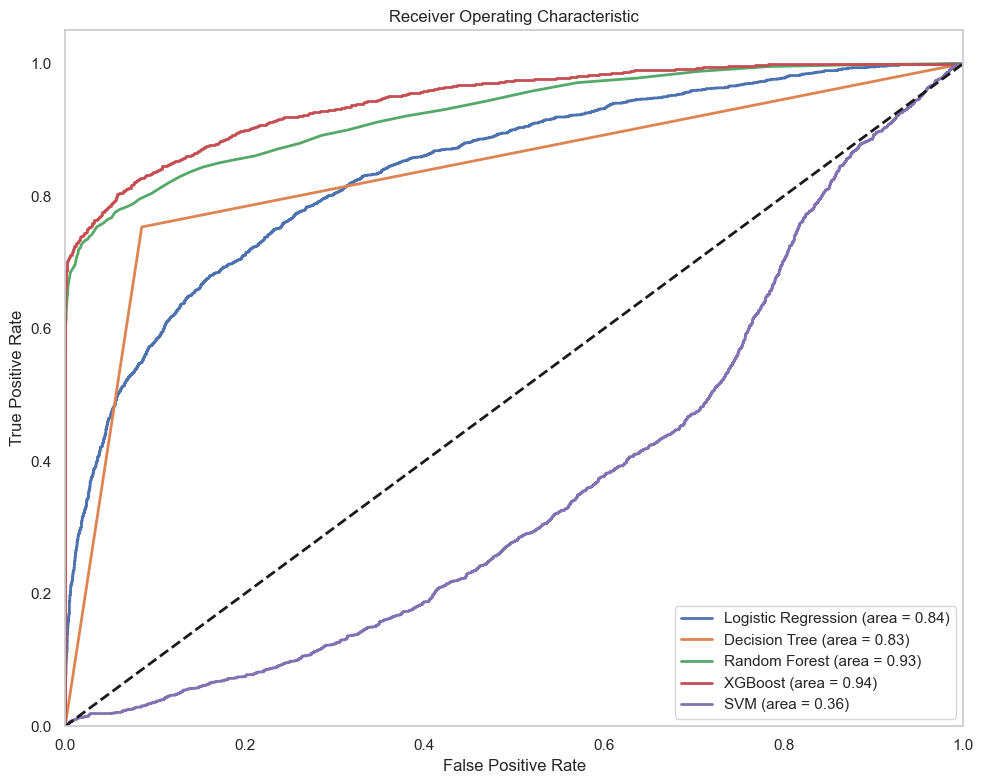 Receiver Operating Characteristic
True Positive Rate
1.0
0.8
0.6
0.4
0.2
0.0
Logistic Regression (area = 0.84)
Decision Tree (area = 0.83)
Random Forest (area = 0.93)
XGBoost (area = 0.94)
SVM (area = 0.36)
0.0 0.2 0.4 0.6 0.8 1.0
False Positive Rate